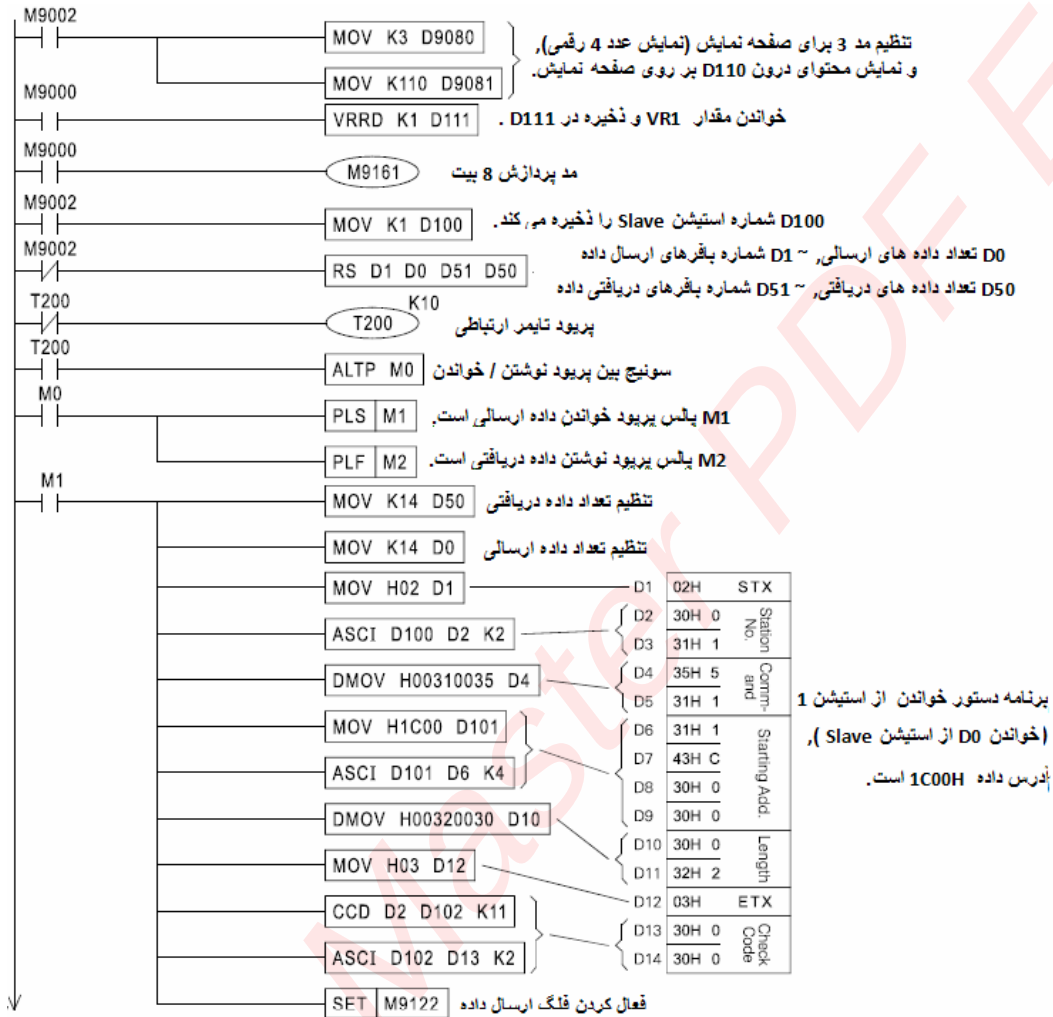 M9002
MOV K3 D9080
تنظیم مد 3 برای صفحه نمایش (نمایش عدد 4 رقمی),
MOV K110 D9081
و نمایش محتوای درون D110 بر روی صفحه نمایش.
M9000
VRRD K1 D111
خواندن مقدار VR1 و ذخیره در D111 .
M9000
M9161
مد پردازش 8 بیت
M9002
MOV K1 D100
D100 شماره استیشن Slave را ذخیره می کند.
M9002
RS D1 D0 D51 D50
D0 تعداد داده های ارسالی, ~ D1 شماره بافرهای ارسال داده
D50 تعداد داده های دریافتی, ~ D51 شماره بافرهای دریافتی داده
T200
K10
T200
پریود تایمر ارتباطی
T200
ALTP M0
سونیچ بین پریود نوشتن / خواندن
M0
PLS M1
M1 پالس پریود خواندن داده ارسالی است.
PLF M2
M2 پالس پریود نوشتن داده دریافتی است.
M1
MOV K14 D50
تنظیم تعداد داده دریافتی
MOV K14 D0
تنظیم تعداد داده ارسالی
MOV H02 D1
D1 02H STX
ASCI D100 D2 K2
D2 30H 0
D3 31H 1
Station No.
DMOV H00310035 D4
D4 35H 5
D5 31H 1
Comm-and
MOV H1C00 D101
ASCI D101 D6 K4
D6 31H 1
D7 43H C
D8 30H 0
D9 30H 0
Starting Add.
DMOV H00320030 D10
D10 30H 0
D11 32H 2
Length
MOV H03 D12
D12 03H ETX
CCD D2 D102 K11
ASCI D102 D13 K2
D13 30H 0
D14 30H 0
Check Code
برنامه دستور خواندن از استیشن 1
(خواندن D0 از استیشن Slave ),
آدرس داده 1C00H است.
SET M9122
فعال کردن فلگ ارسال داده
Master PDF E